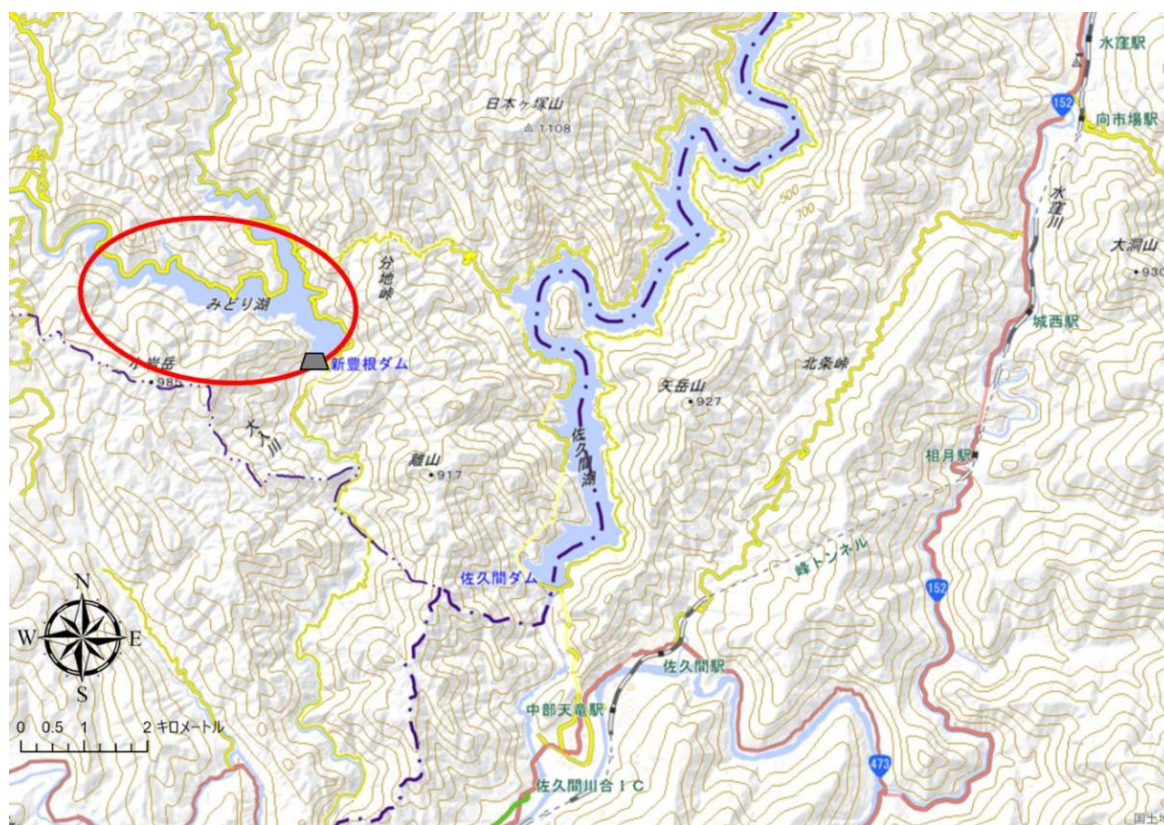 水窪駅
152
日本ヶ塚山
1108
向市場駅
500
700
水窪川
大洞山
930
分地峠
みどり湖
城西駅
新豊根ダム
985
矢岳山
927
北条峠
大入川
佐久間湖
離山
917
相月駅
峰トンネル
佐久間ダム
152
N
W
E
S
佐久間駅
中部天竜駅
0 0.5 1 2 キロメートル
473
佐久間川合IC